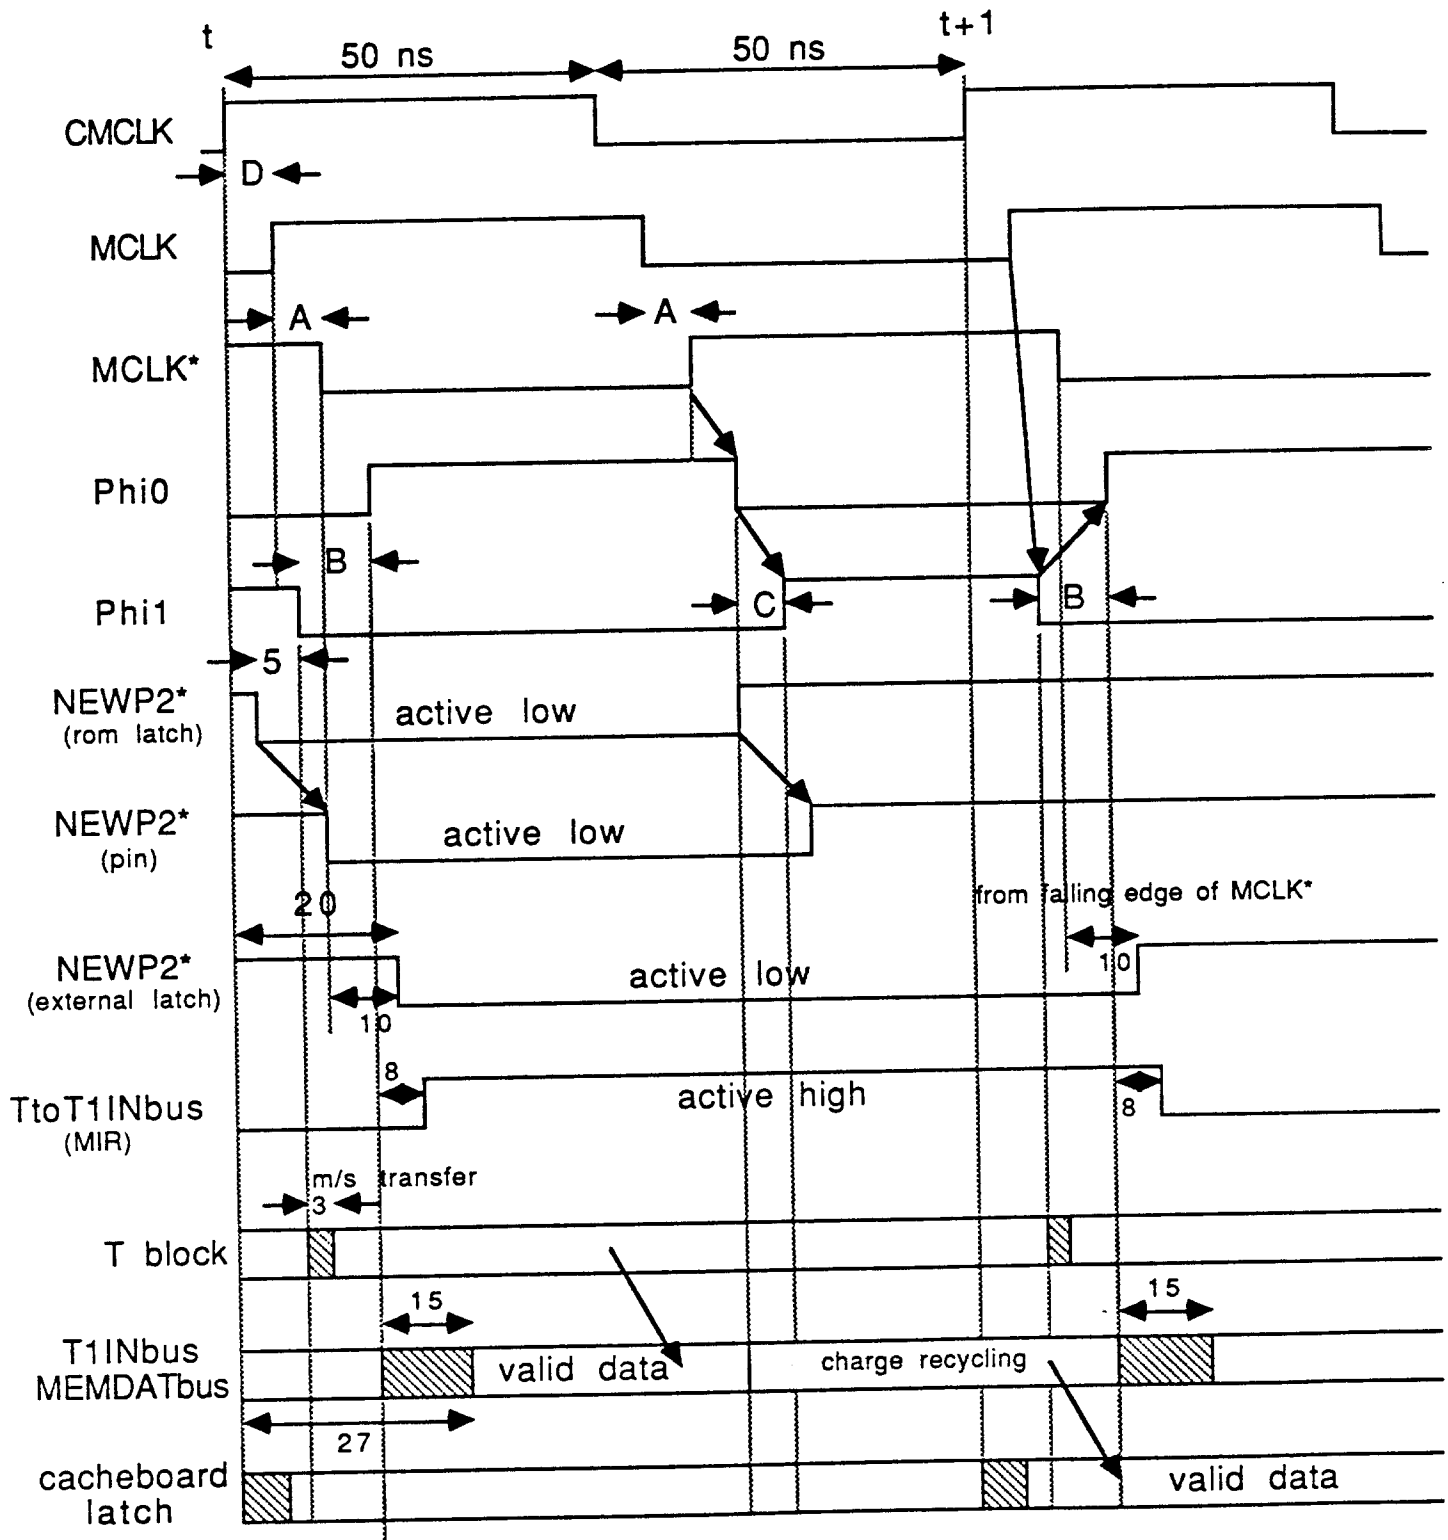 t
50 ns
50 ns
t+1
CMCLK
D
MCLK
A
A
MCLK*
Phi0
B
Phi1
C
B
5
NEWP2*
(rom latch)
active low
NEWP2*
(pin)
active low
from falling edge of MCLK*
20
NEWP2*
(external latch)
active low
10
10
8
TtoT1INbus
(MIR)
active high
8
m/s transfer
3
T block
15
15
T1INbus
MEMDATbus
valid data
charge recycling
27
cacheboard
latch
valid data